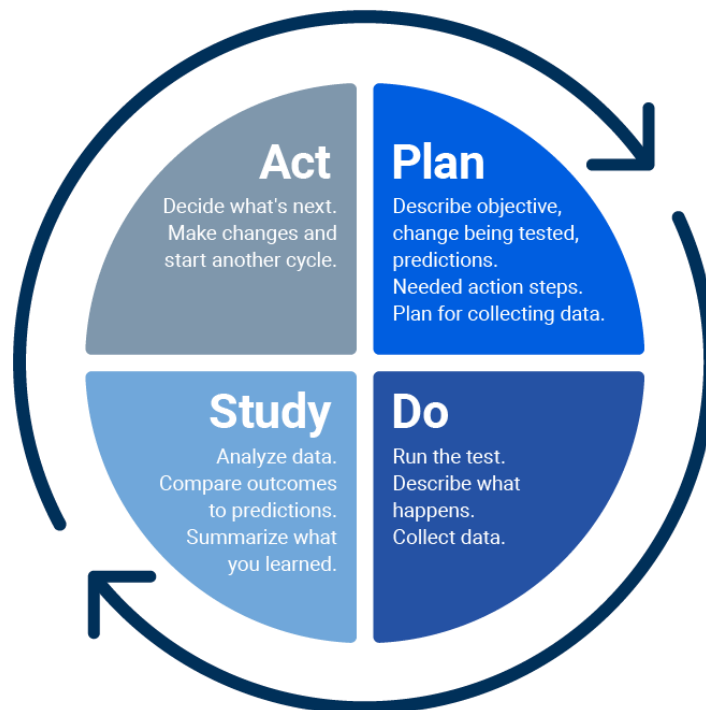 Act
Decide what's next.
Make changes and
start another cycle.
Plan
Describe objective,
change being tested,
predictions.
Needed action steps.
Plan for collecting data.
Study
Analyze data.
Compare outcomes
to predictions.
Summarize what
you learned.
Do
Run the test.
Describe what
happens.
Collect data.